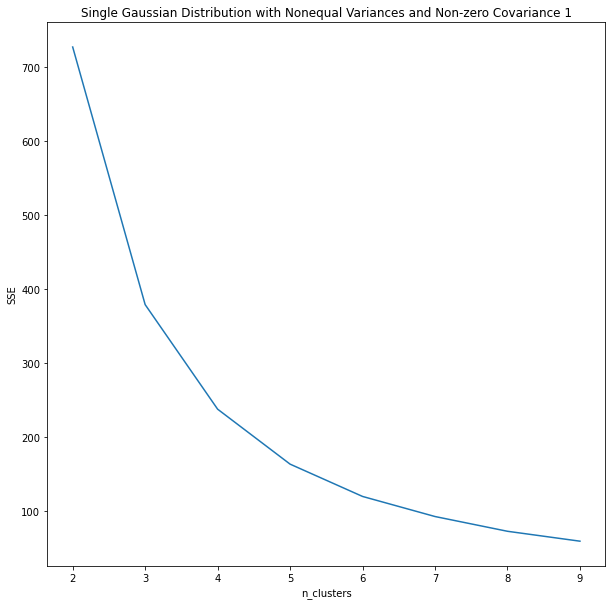 Single Gaussian Distribution with Nonequal Variances and Non-zero Covariance 1
700
600
500
400
300
200
100
SSE
2 3 4 5 6 7 8 9
n_clusters